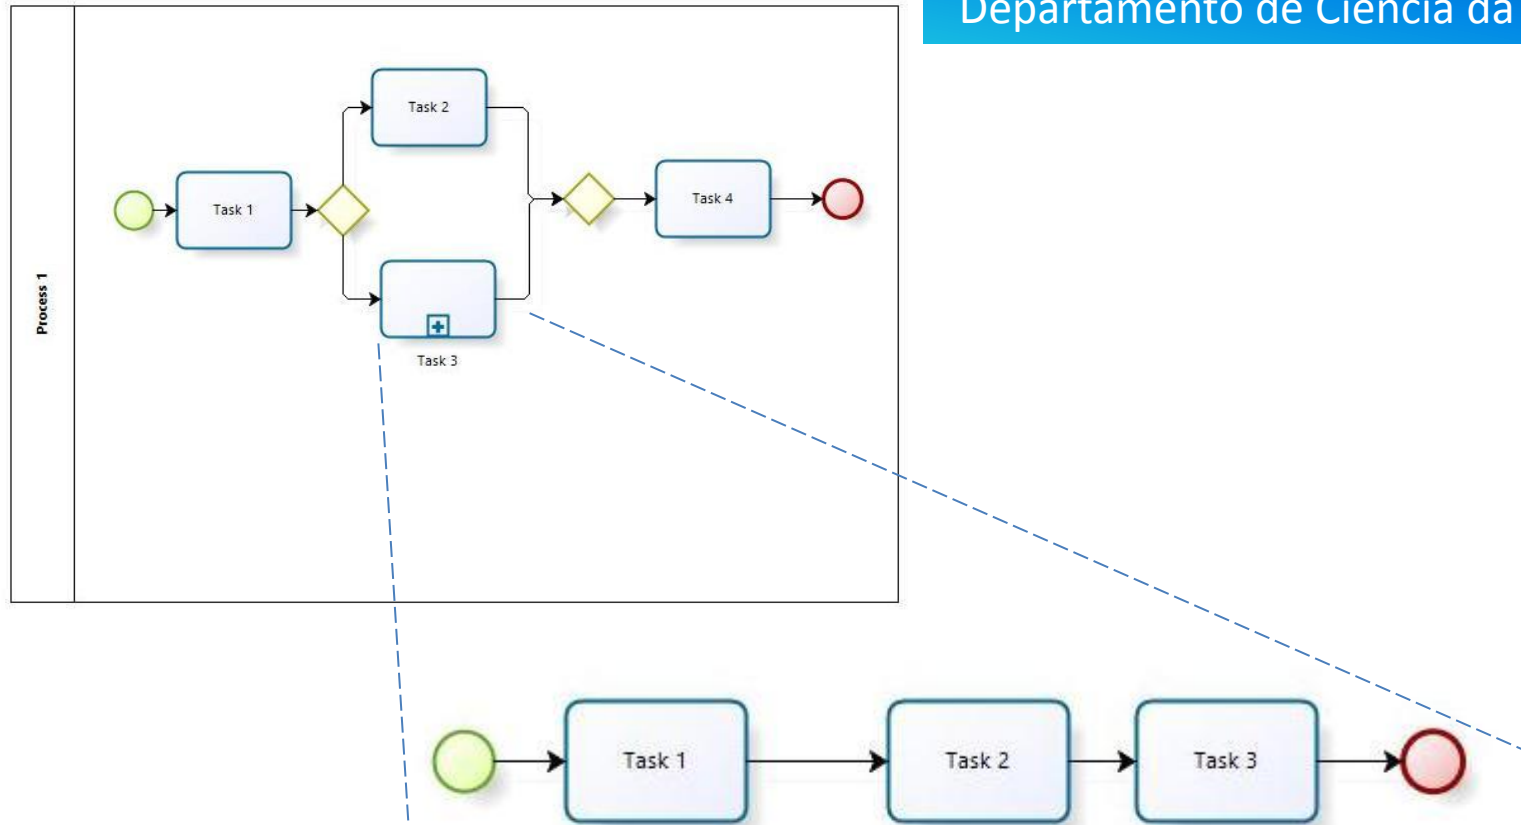 Departamento de Ciência da
Task 2
Task 1
Task 4
Process 1
Task 3
Task 1
Task 2
Task 3